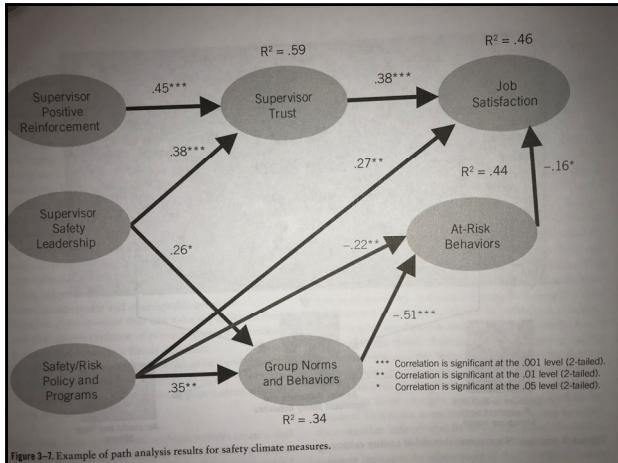 R² = .59
R² = .46
Supervisor
Positive
Reinforcement
.45***
Supervisor
Trust
.38***
Job
Satisfaction
.38***
.27**
R² = .44
-.16*
Supervisor
Safety
Leadership
.26*
-.22**
At-Risk
Behaviors
-.51***
Safety/Risk
Policy and
Programs
.35**
Group Norms
and Behaviors
R² = .34
*** Correlation is significant at the .001 level (2-tailed).
** Correlation is significant at the .01 level (2-tailed).
* Correlation is significant at the .05 level (2-tailed).
Figure 3–7. Example of path analysis results for safety climate measures.